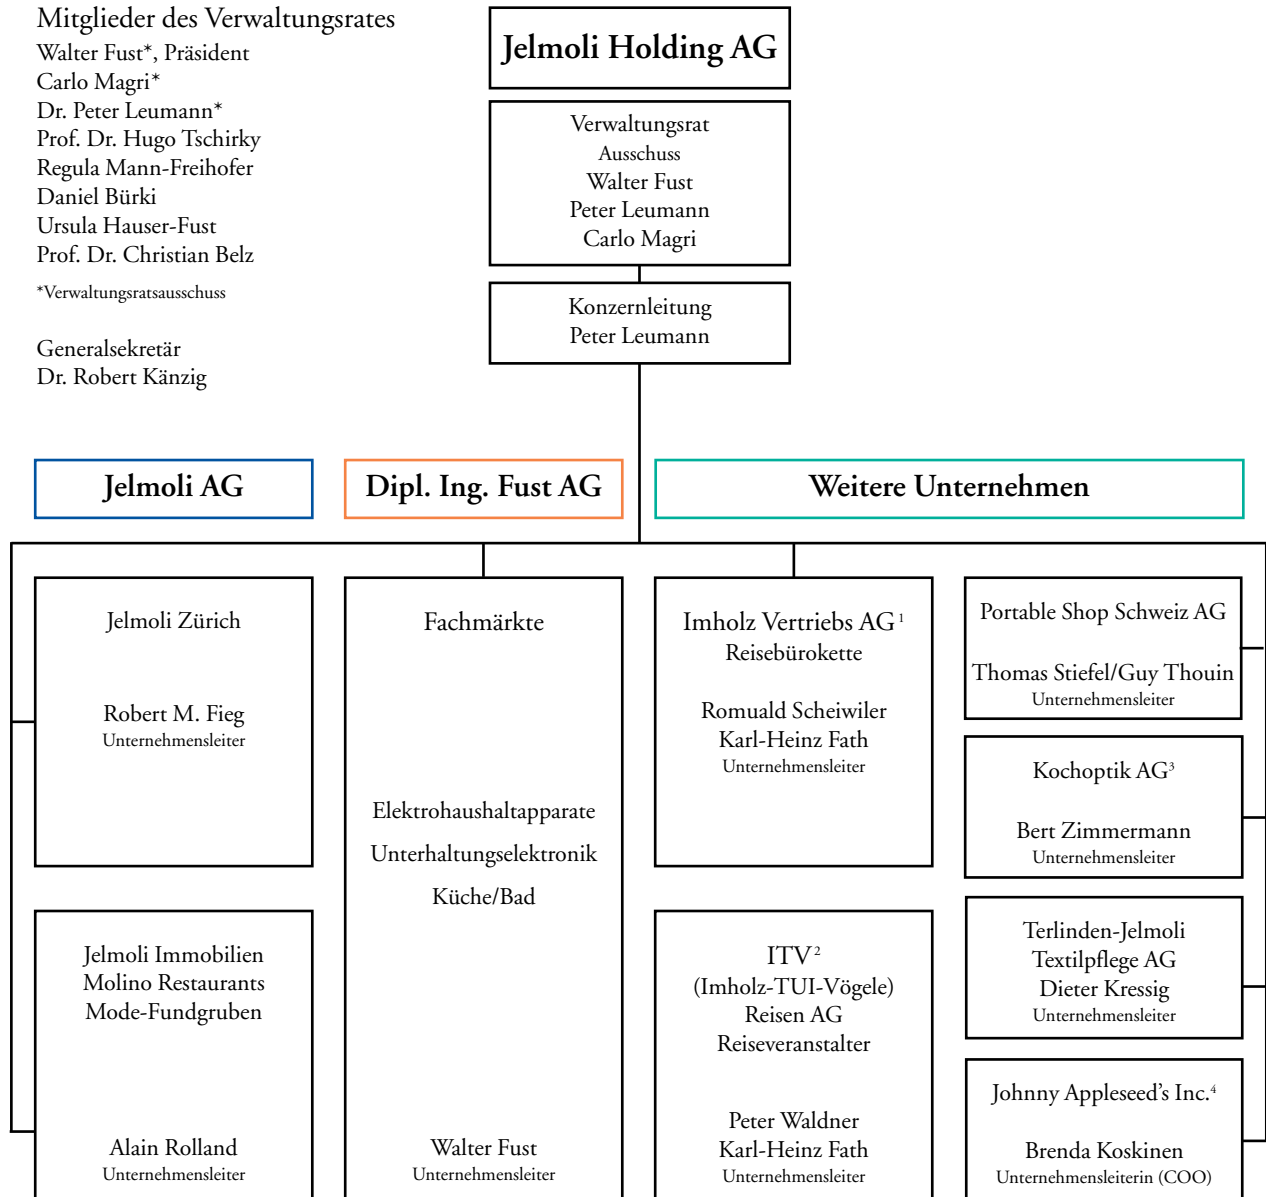 Mitglieder des Verwaltungsrates
Walter Fust*, Präsident
Carlo Magri*
Dr. Peter Leumann*
Prof. Dr. Hugo Tschirky
Regula Mann-Freihofer
Daniel Bürki
Ursula Hauser-Fust
Prof. Dr. Christian Belz
*Verwaltungsratsausschuss
Generalsekretär
Dr. Robert Känzig
Jelmoli Holding AG
Verwaltungsrat
Ausschuss
Walter Fust
Peter Leumann
Carlo Magri
Konzernleitung
Peter Leumann
Jelmoli AG
Dipl. Ing. Fust AG
Weitere Unternehmen
Jelmoli Zürich
Robert M. Fieg
Unternehmensleiter
Jelmoli Immobilien
Molino Restaurants
Mode-Fundgruben
Alain Rolland
Unternehmensleiter
Fachmärkte
Elektrohaushaltapparate
Unterhaltungselektronik
Küche/Bad
Walter Fust
Unternehmensleiter
Imholz Vertriebs AG ¹
Reisebürokette
Romuald Scheiwiler
Karl-Heinz Fath
Unternehmensleiter
ITV ²
(Imholz-TUI-Vögele)
Reisen AG
Reiseveranstalter
Peter Waldner
Karl-Heinz Fath
Unternehmensleiter
Portable Shop Schweiz AG
Thomas Stiefel/Guy Thouin
Unternehmensleiter
Kochoptik AG³
Bert Zimmermann
Unternehmensleiter
Terlinden-Jelmoli
Textilpflege AG
Dieter Kressig
Unternehmensleiter
Johnny Appleseed's Inc.⁴
Brenda Koskinen
Unternehmensleiterin (COO)